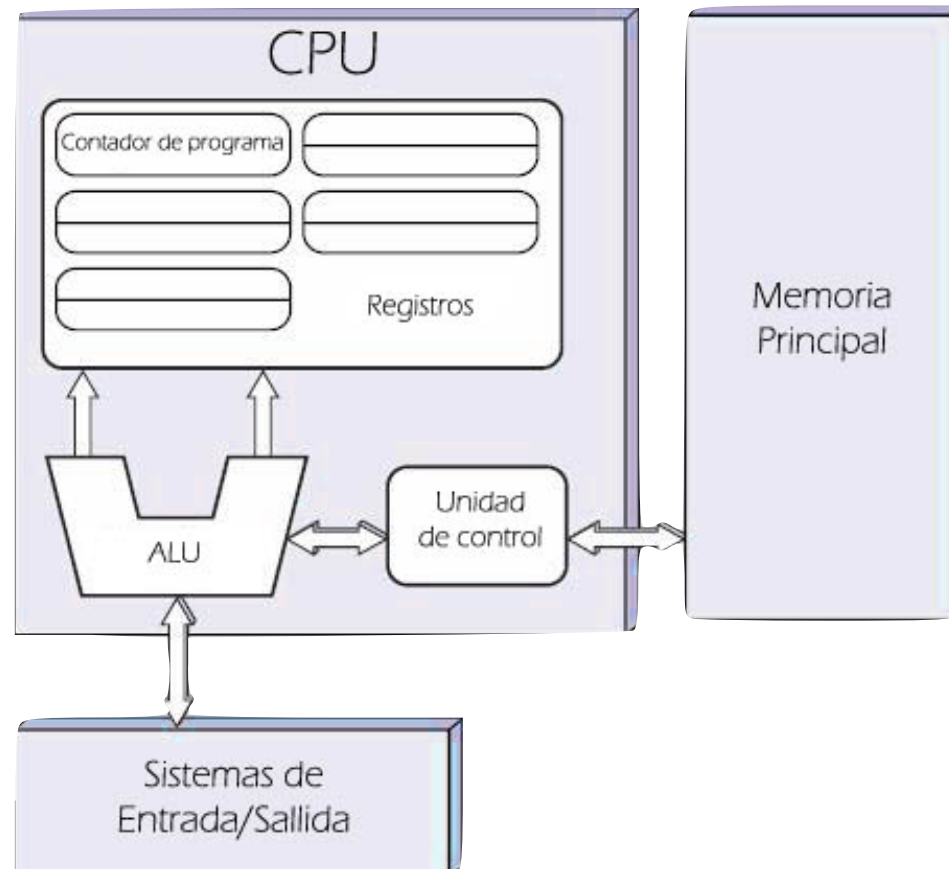 CPU
Contador de programa
Registros
Memoria
Principal
ALU
Unidad
de control
Sistemas de
Entrada/Sallida